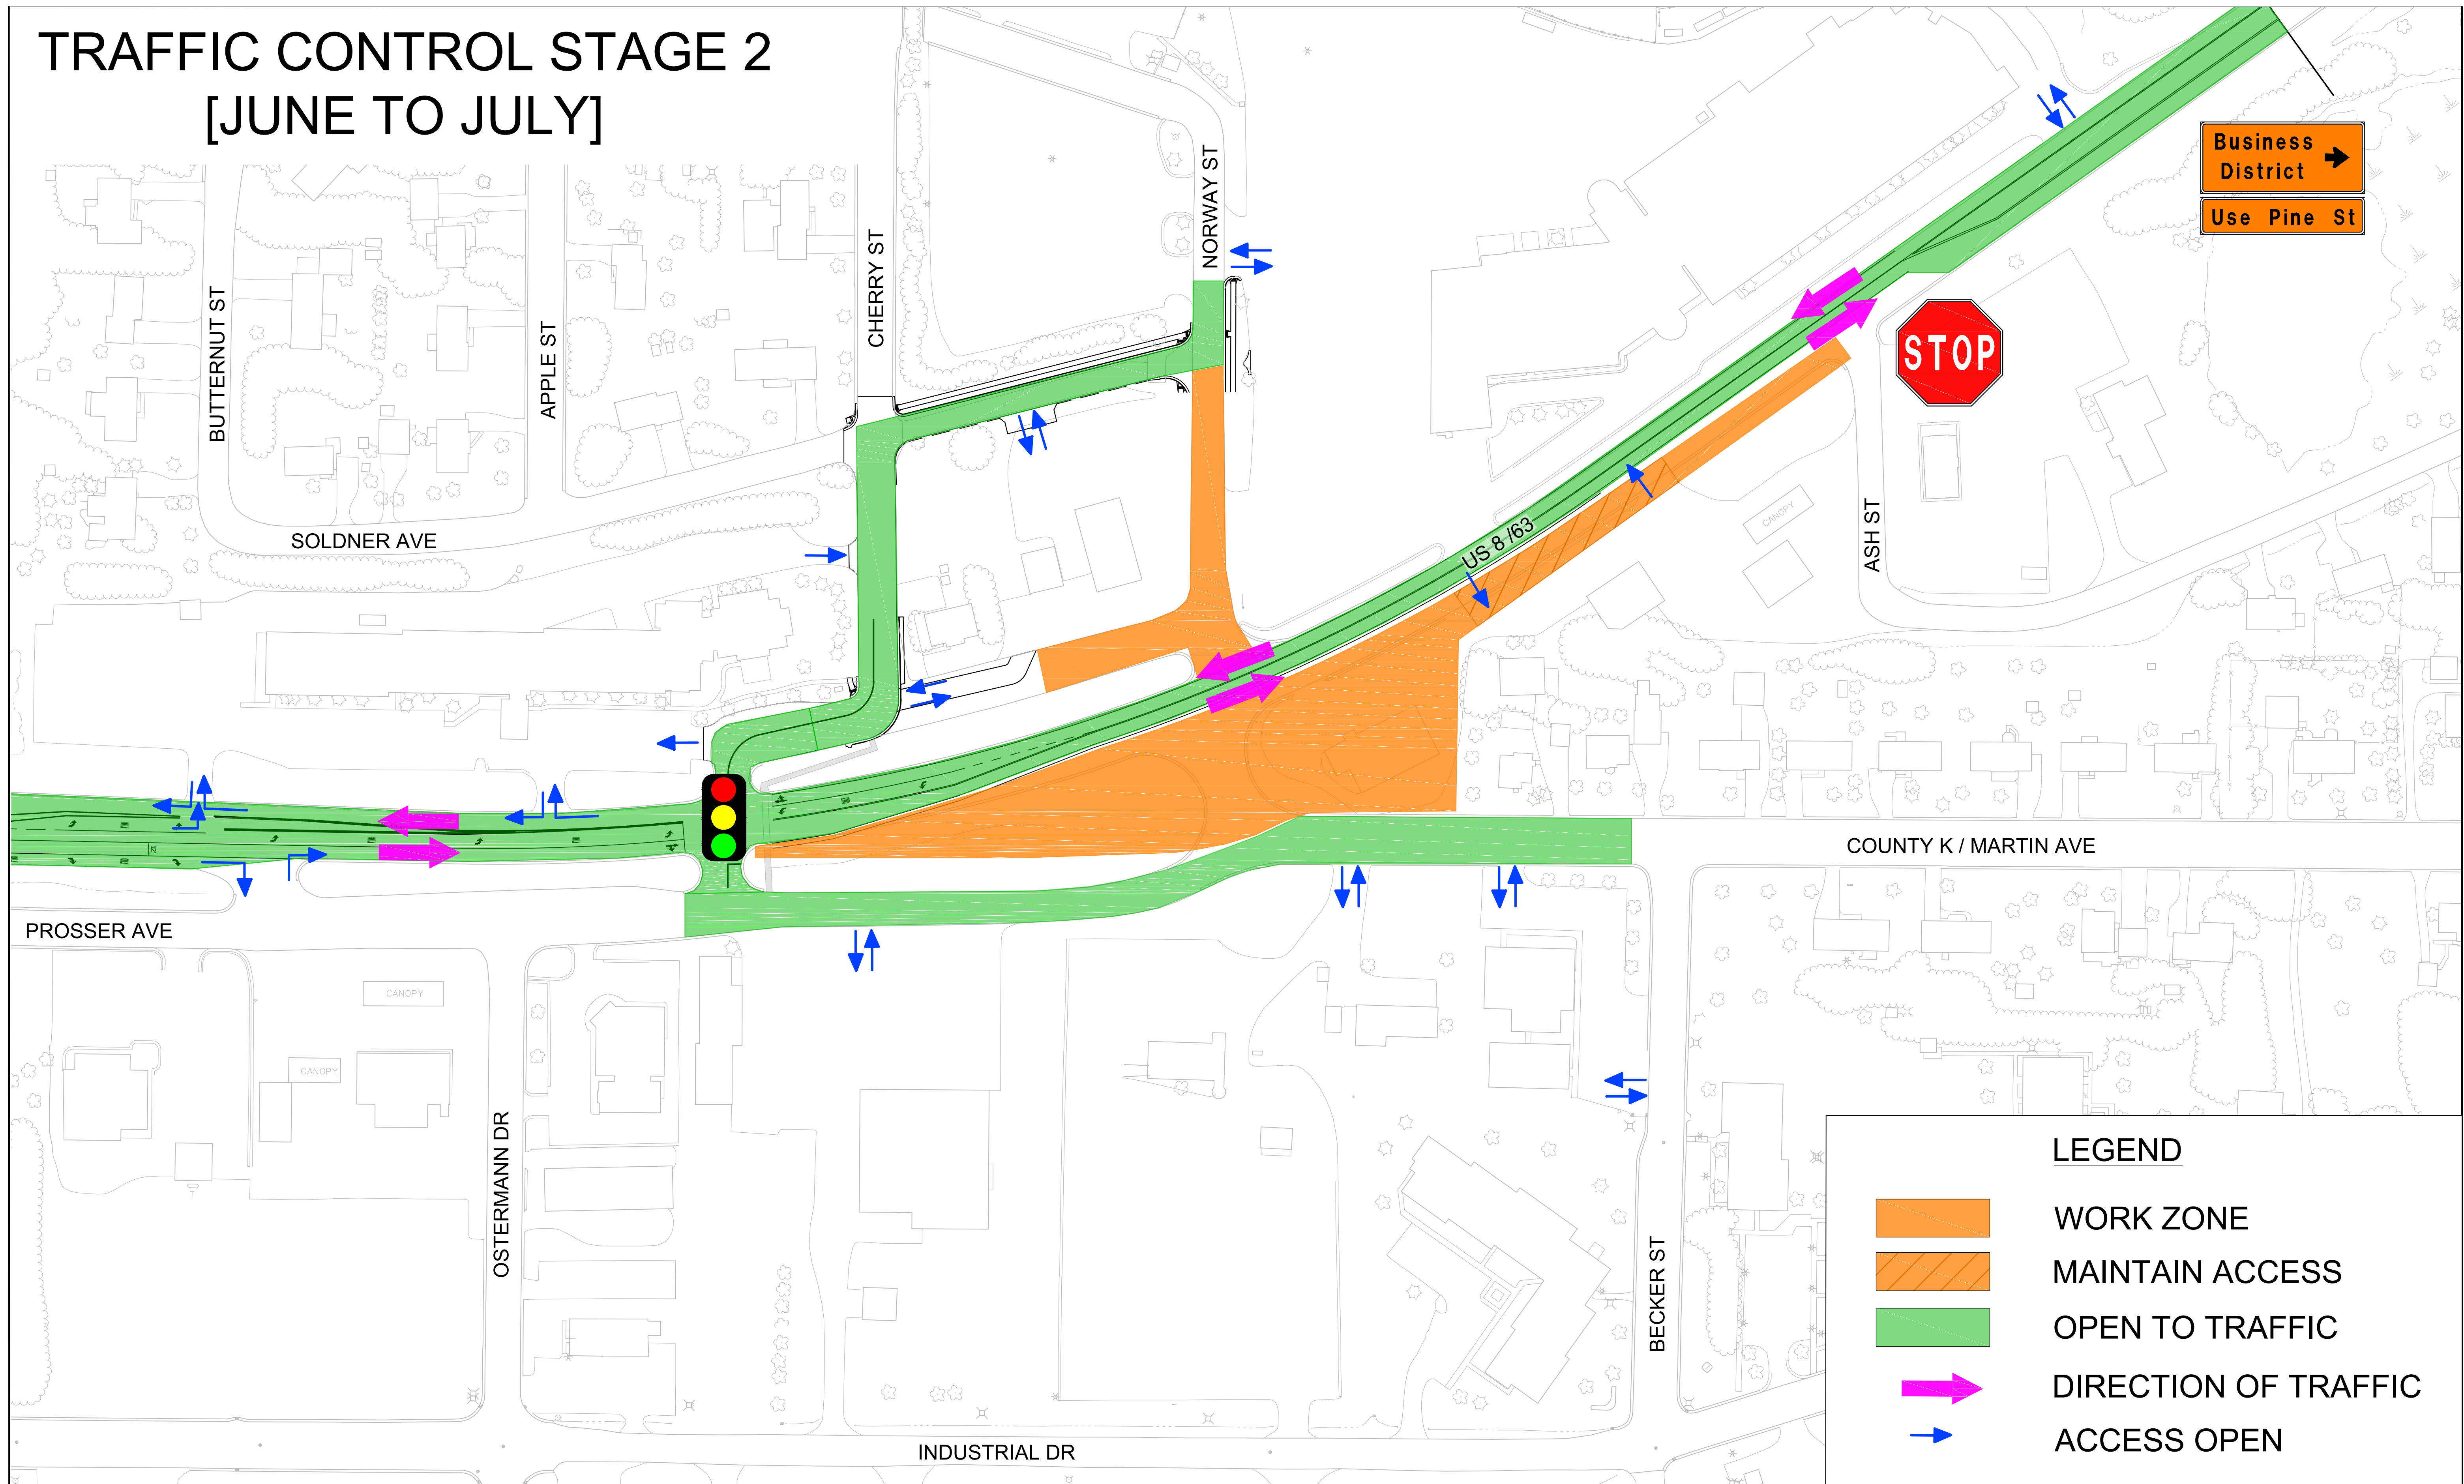 TRAFFIC CONTROL STAGE 2
[JUNE TO JULY]
Business
District
Use Pine St
STOP
BUTTERNUT ST
APPLE ST
CHERRY ST
NORWAY ST
SOLDNER AVE
US 8 /63
CANOPY
ASH ST
COUNTY K / MARTIN AVE
PROSSER AVE
CANOPY
CANOPY
OSTERMANN DR
BECKER ST
INDUSTRIAL DR
LEGEND
WORK ZONE
MAINTAIN ACCESS
OPEN TO TRAFFIC
DIRECTION OF TRAFFIC
ACCESS OPEN